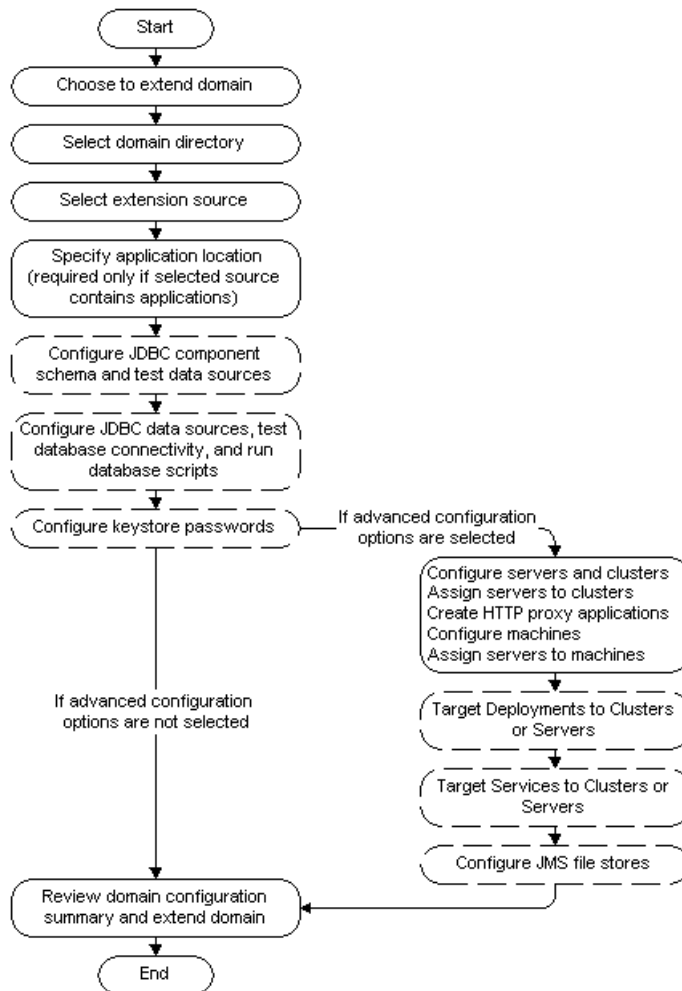 Start
Choose to extend domain
Select domain directory
Select extension source
Specify application location
(required only if selected source
contains applications)
Configure JDBC component
schema and test data sources
Configure JDBC data sources, test
database connectivity, and run
database scripts
Configure keystore passwords
If advanced configuration
options are selected
Configure servers and clusters
Assign servers to clusters
Create HTTP proxy applications
Configure machines
Assign servers to machines
If advanced configuration
options are not selected
Target Deployments to Clusters
or Servers
Target Services to Clusters or
Servers
Configure JMS file stores
Review domain configuration
summary and extend domain
End